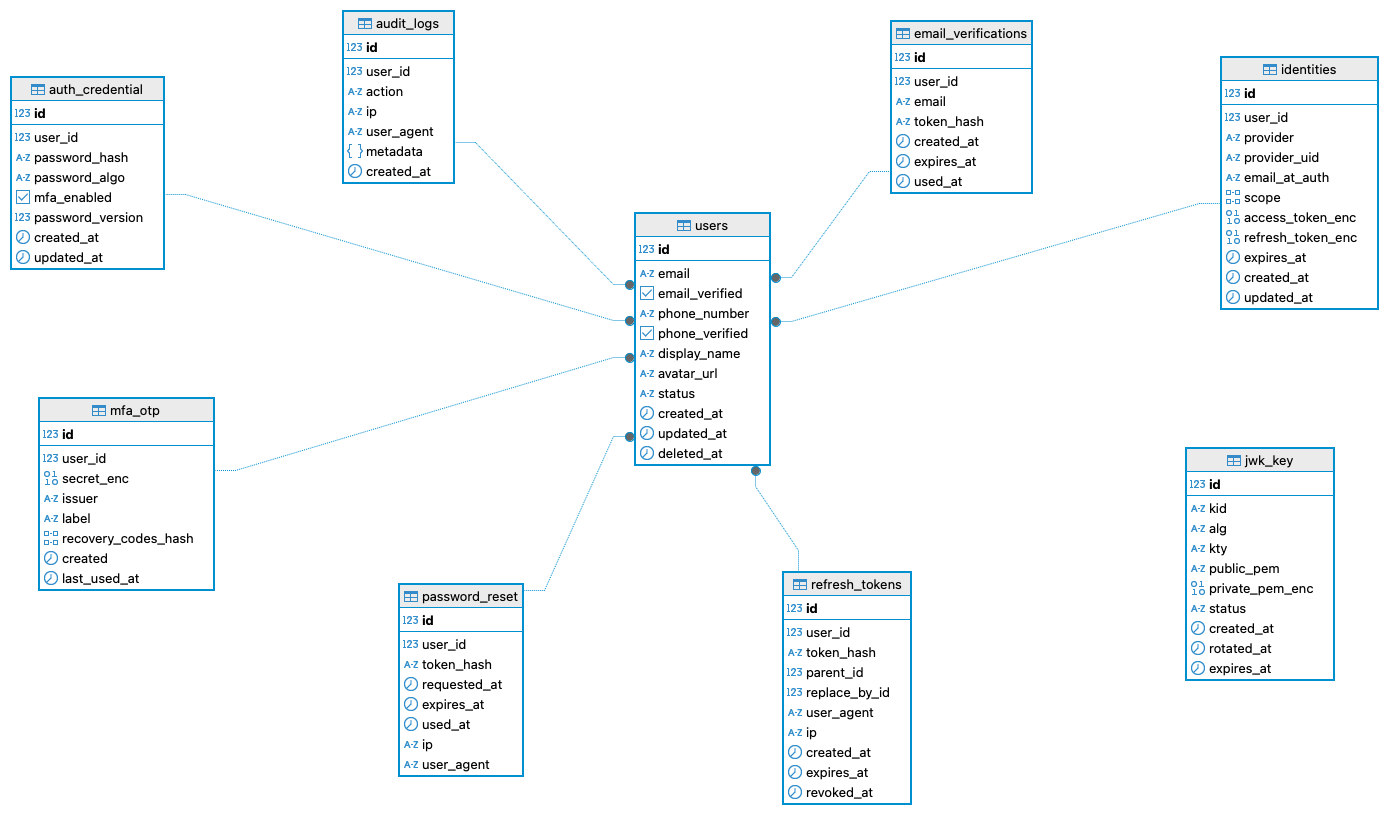 audit_logs
123 id
123 user_id
A-Z action
A-Z ip
A-Z user_agent
{ } metadata
created_at
email_verifications
123 id
123 user_id
A-Z email
A-Z token_hash
created_at
expires_at
used_at
identities
123 id
123 user_id
A-Z provider
A-Z provider_uid
A-Z email_at_auth
scope
access_token_enc
refresh_token_enc
expires_at
created_at
updated_at
auth_credential
123 id
123 user_id
A-Z password_hash
A-Z password_algo
mfa_enabled
123 password_version
created_at
updated_at
users
123 id
A-Z email
email_verified
A-Z phone_number
phone_verified
A-Z display_name
A-Z avatar_url
A-Z status
created_at
updated_at
deleted_at
mfa_otp
123 id
123 user_id
secret_enc
A-Z issuer
A-Z label
recovery_codes_hash
created
last_used_at
jwk_key
123 id
A-Z kid
A-Z alg
A-Z kty
A-Z public_pem
private_pem_enc
A-Z status
created_at
rotated_at
expires_at
password_reset
123 id
123 user_id
A-Z token_hash
requested_at
expires_at
used_at
A-Z ip
A-Z user_agent
refresh_tokens
123 id
123 user_id
A-Z token_hash
123 parent_id
123 replace_by_id
A-Z user_agent
A-Z ip
created_at
expires_at
revoked_at